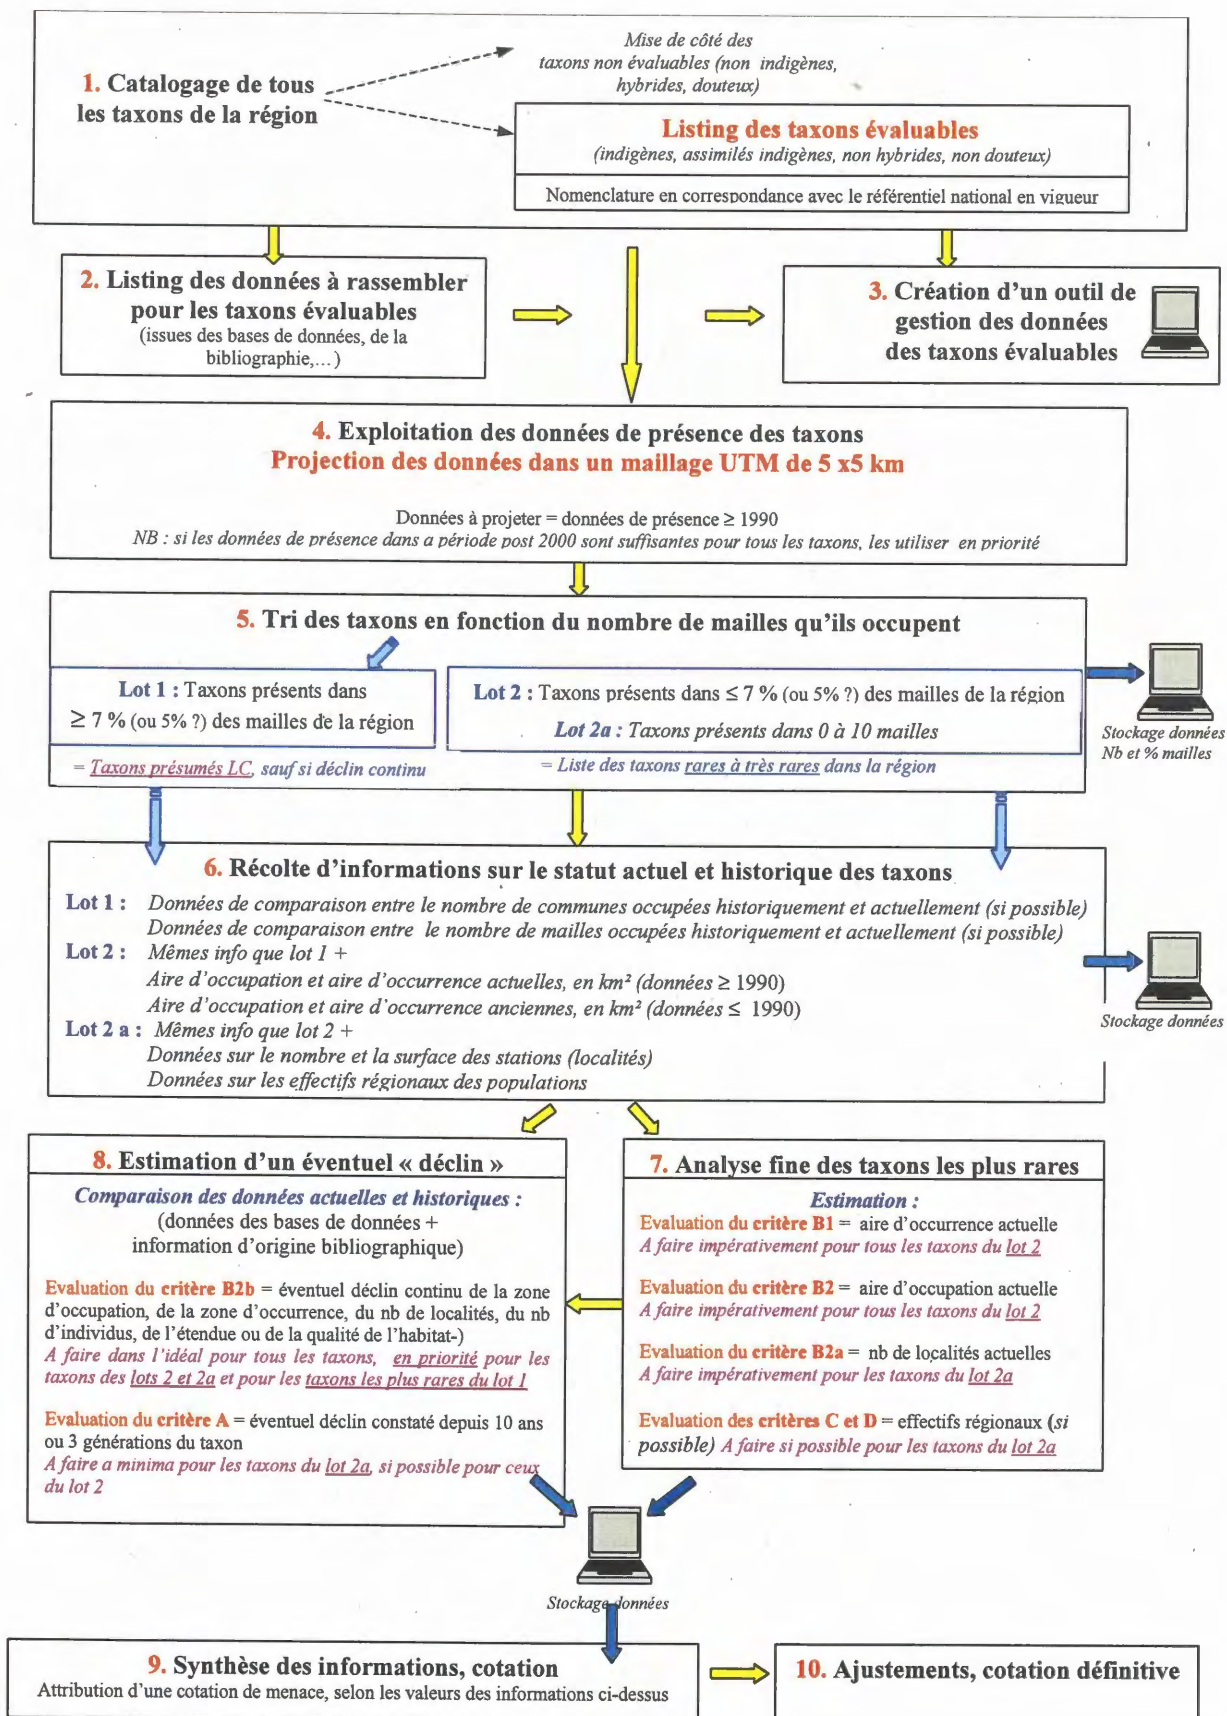 1. Catalogage de tous
les taxons de la région
Mise de côté des
taxons non évaluables (non indigènes,
hybrides, douteux)
Listing des taxons évaluables
(indigènes, assimilés indigènes, non hybrides, non douteux)
Nomenclature en correspondance avec le référentiel national en vigueur
2. Listing des données à rassembler
pour les taxons évaluables
(issues des bases de données, de la
bibliographie,...)
3. Création d'un outil de
gestion des données
des taxons évaluables
4. Exploitation des données de présence des taxons
Projection des données dans un maillage UTM de 5 x5 km
Données à projeter = données de présence ≥ 1990
NB : si les données de présence dans a période post 2000 sont suffisantes pour tous les taxons, les utiliser en priorité
5. Tri des taxons en fonction du nombre de mailles qu'ils occupent
Lot 1 : Taxons présents dans
≥ 7 % (ou 5% ?) des mailles de la région
= Taxons présumés LC, sauf si déclin continu
Lot 2 : Taxons présents dans ≤ 7 % (ou 5% ?) des mailles de la région
Lot 2a : Taxons présents dans 0 à 10 mailles
= Liste des taxons rares à très rares dans la région
Stockage données
Nb et % mailles
6. Récolte d'informations sur le statut actuel et historique des taxons
Lot 1 : Données de comparaison entre le nombre de communes occupées historiquement et actuellement (si possible)
Données de comparaison entre le nombre de mailles occupées historiquement et actuellement (si possible)
Lot 2 : Mêmes info que lot 1 +
Aire d'occupation et aire d'occurrence actuelles, en km² (données ≥ 1990)
Aire d'occupation et aire d'occurrence anciennes, en km² (données ≤ 1990)
Lot 2 a : Mêmes info que lot 2 +
Données sur le nombre et la surface des stations (localités)
Données sur les effectifs régionaux des populations
Stockage données
8. Estimation d'un éventuel « déclin »
Comparaison des données actuelles et historiques :
(données des bases de données +
information d'origine bibliographique)
Evaluation du critère B2b = éventuel déclin continu de la zone
d'occupation, de la zone d'occurrence, du nb de localités, du nb
d'individus, de l'étendue ou de la qualité de l'habitat-)
A faire dans l'idéal pour tous les taxons, en priorité pour les
taxons des lots 2 et 2a et pour les taxons les plus rares du lot 1
Evaluation du critère A = éventuel déclin constaté depuis 10 ans
ou 3 générations du taxon
A faire a minima pour les taxons du lot 2a, si possible pour ceux
du lot 2
7. Analyse fine des taxons les plus rares
Estimation :
Evaluation du critère B1 = aire d'occurrence actuelle
A faire impérativement pour tous les taxons du lot 2
Evaluation du critère B2 = aire d'occupation actuelle
A faire impérativement pour tous les taxons du lot 2
Evaluation du critère B2a = nb de localités actuelles
A faire impérativement pour les taxons du lot 2a
Evaluation des critères C et D = effectifs régionaux (si
possible) A faire si possible pour les taxons du lot 2a
Stockage données
9. Synthèse des informations, cotation
Attribution d'une cotation de menace, selon les valeurs des informations ci-dessus
10. Ajustements, cotation définitive